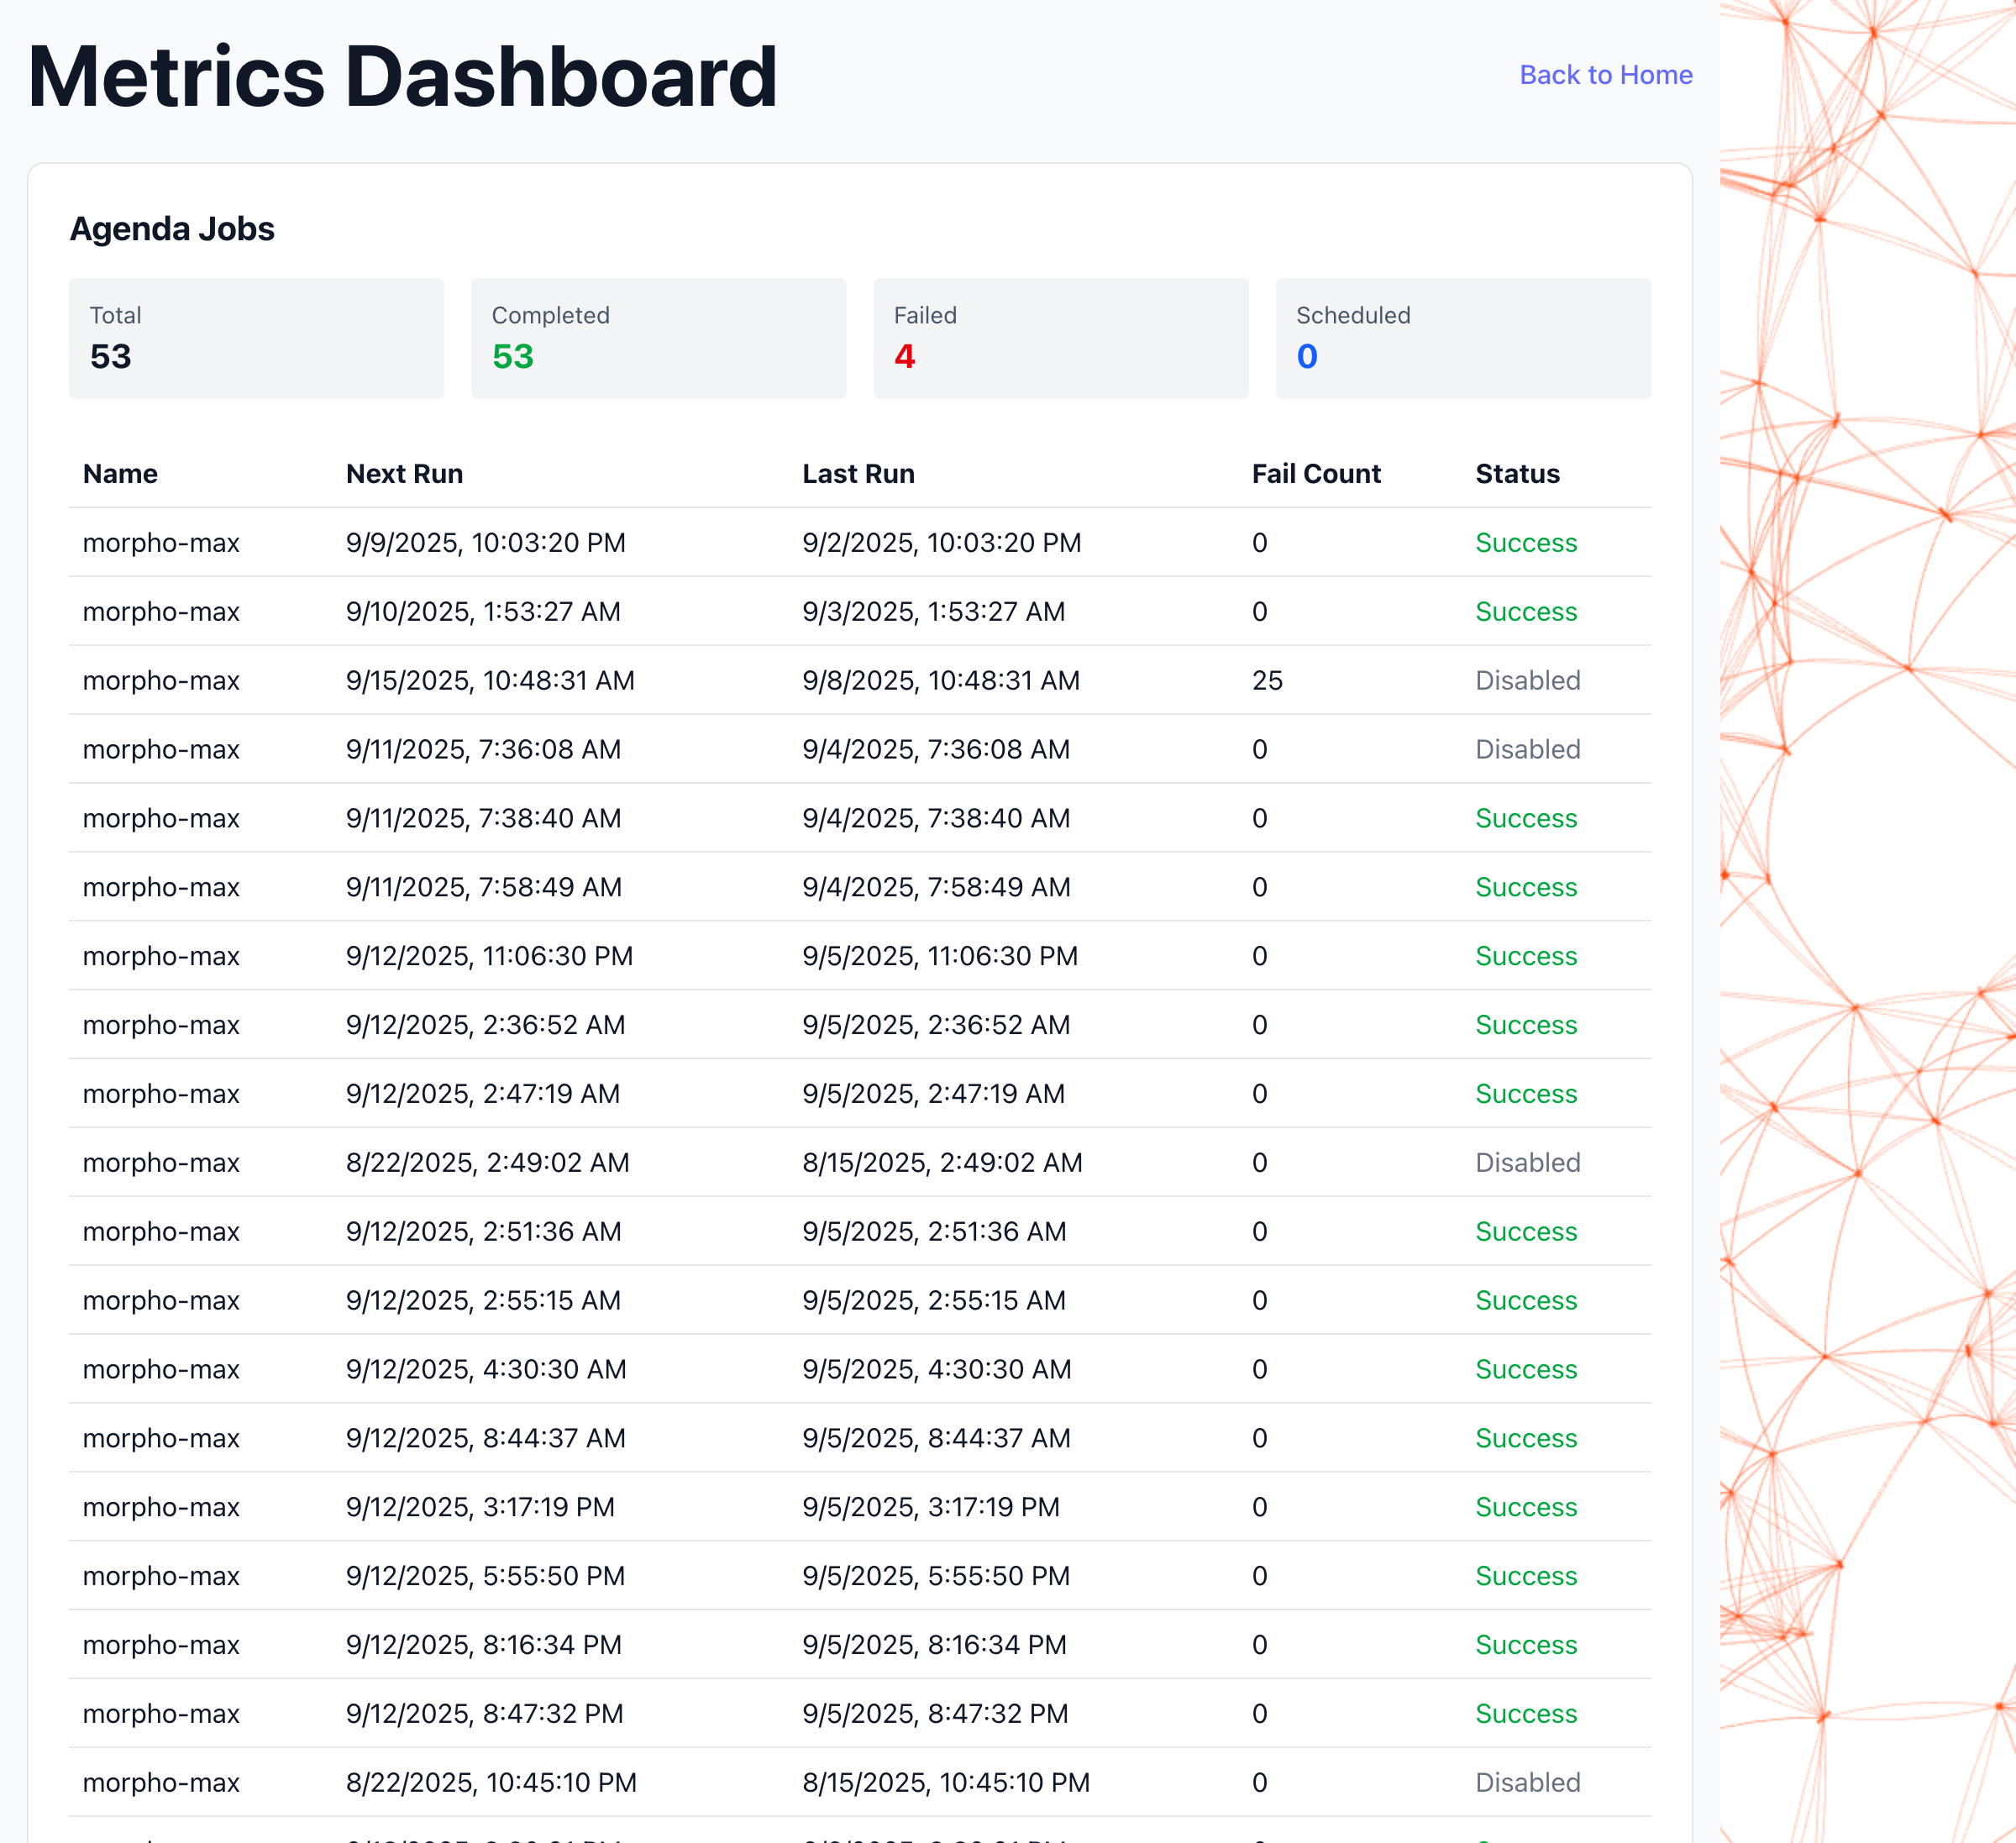 Metrics Dashboard
Back to Home
Agenda Jobs
Total Completed Failed Scheduled
53 53 4 0
Name Next Run Last Run Fail Count Status
morpho-max 9/9/2025, 10:03:20 PM 9/2/2025, 10:03:20 PM 0 Success
morpho-max 9/10/2025, 1:53:27 AM 9/3/2025, 1:53:27 AM 0 Success
morpho-max 9/15/2025, 10:48:31 AM 9/8/2025, 10:48:31 AM 25 Disabled
morpho-max 9/11/2025, 7:36:08 AM 9/4/2025, 7:36:08 AM 0 Disabled
morpho-max 9/11/2025, 7:38:40 AM 9/4/2025, 7:38:40 AM 0 Success
morpho-max 9/11/2025, 7:58:49 AM 9/4/2025, 7:58:49 AM 0 Success
morpho-max 9/12/2025, 11:06:30 PM 9/5/2025, 11:06:30 PM 0 Success
morpho-max 9/12/2025, 2:36:52 AM 9/5/2025, 2:36:52 AM 0 Success
morpho-max 9/12/2025, 2:47:19 AM 9/5/2025, 2:47:19 AM 0 Success
morpho-max 8/22/2025, 2:49:02 AM 8/15/2025, 2:49:02 AM 0 Disabled
morpho-max 9/12/2025, 2:51:36 AM 9/5/2025, 2:51:36 AM 0 Success
morpho-max 9/12/2025, 2:55:15 AM 9/5/2025, 2:55:15 AM 0 Success
morpho-max 9/12/2025, 4:30:30 AM 9/5/2025, 4:30:30 AM 0 Success
morpho-max 9/12/2025, 8:44:37 AM 9/5/2025, 8:44:37 AM 0 Success
morpho-max 9/12/2025, 3:17:19 PM 9/5/2025, 3:17:19 PM 0 Success
morpho-max 9/12/2025, 5:55:50 PM 9/5/2025, 5:55:50 PM 0 Success
morpho-max 9/12/2025, 8:16:34 PM 9/5/2025, 8:16:34 PM 0 Success
morpho-max 9/12/2025, 8:47:32 PM 9/5/2025, 8:47:32 PM 0 Success
morpho-max 8/22/2025, 10:45:10 PM 8/15/2025, 10:45:10 PM 0 Disabled